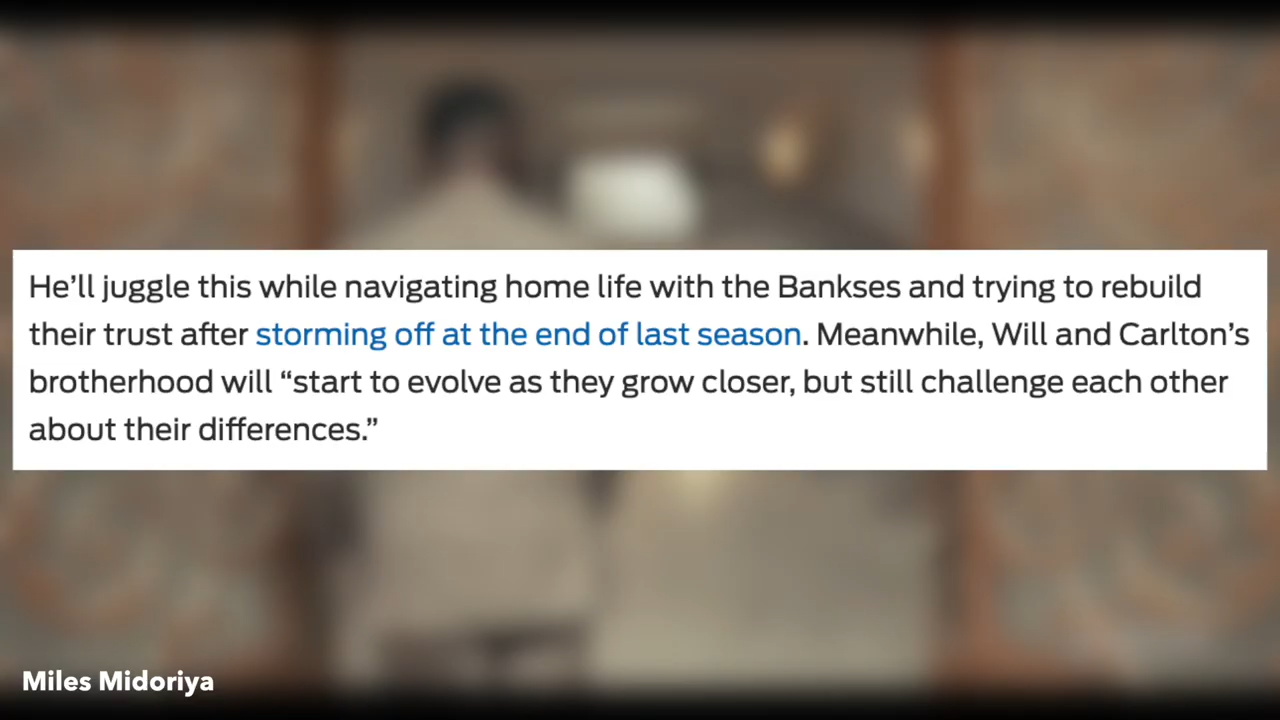 He’ll juggle this while navigating home life with the Bankses and trying to rebuild
their trust after storming off at the end of last season. Meanwhile, Will and Carlton’s
brotherhood will “start to evolve as they grow closer, but still challenge each other
about their differences.”
Miles Midoriya